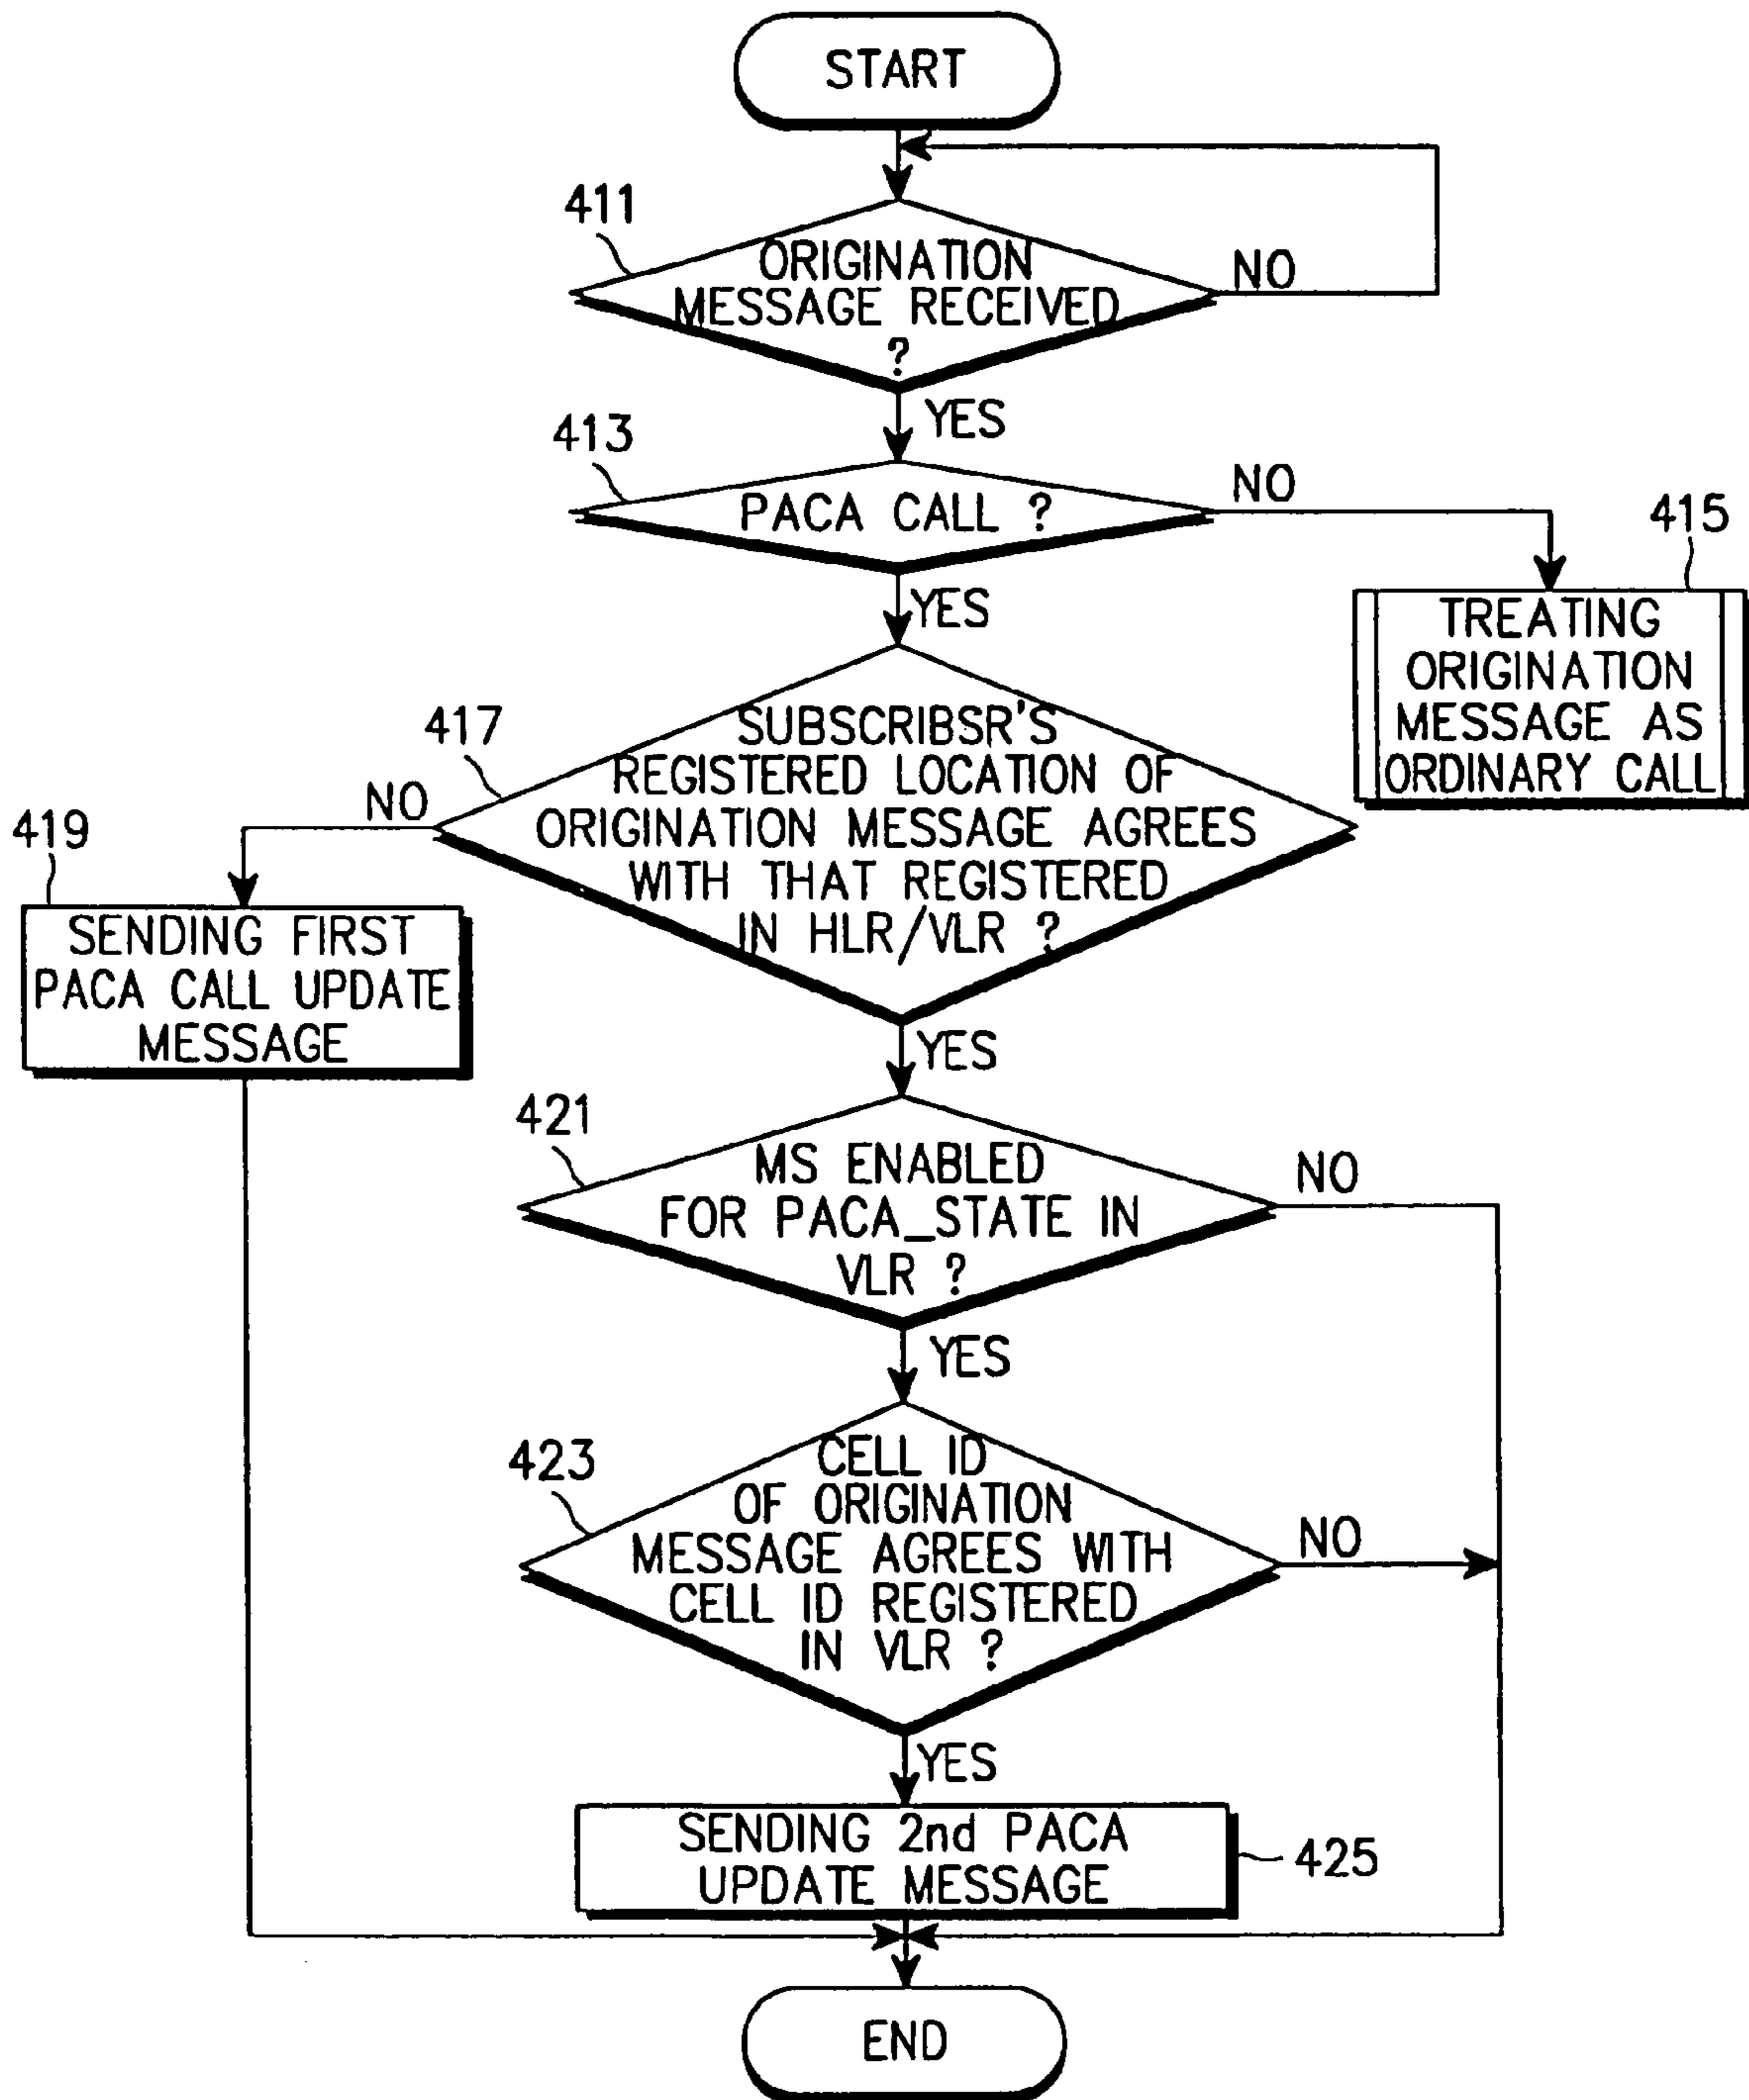 START
411
ORIGINATION
MESSAGE RECEIVED
?
NO
YES
413
PACA CALL ?
NO
YES
415
TREATING
ORIGINATION
MESSAGE AS
ORDINARY CALL
417
SUBSCRIBSR'S
REGISTERED LOCATION OF
ORIGINATION MESSAGE AGREES
WITH THAT REGISTERED
IN HLR/VLR ?
NO
YES
419
SENDING FIRST
PACA CALL UPDATE
MESSAGE
421
MS ENABLED
FOR PACA_STATE IN
VLR ?
NO
YES
423
CELL ID
OF ORIGINATION
MESSAGE AGREES WITH
CELL ID REGISTERED
IN VLR ?
NO
YES
SENDING 2nd PACA
UPDATE MESSAGE
425
END